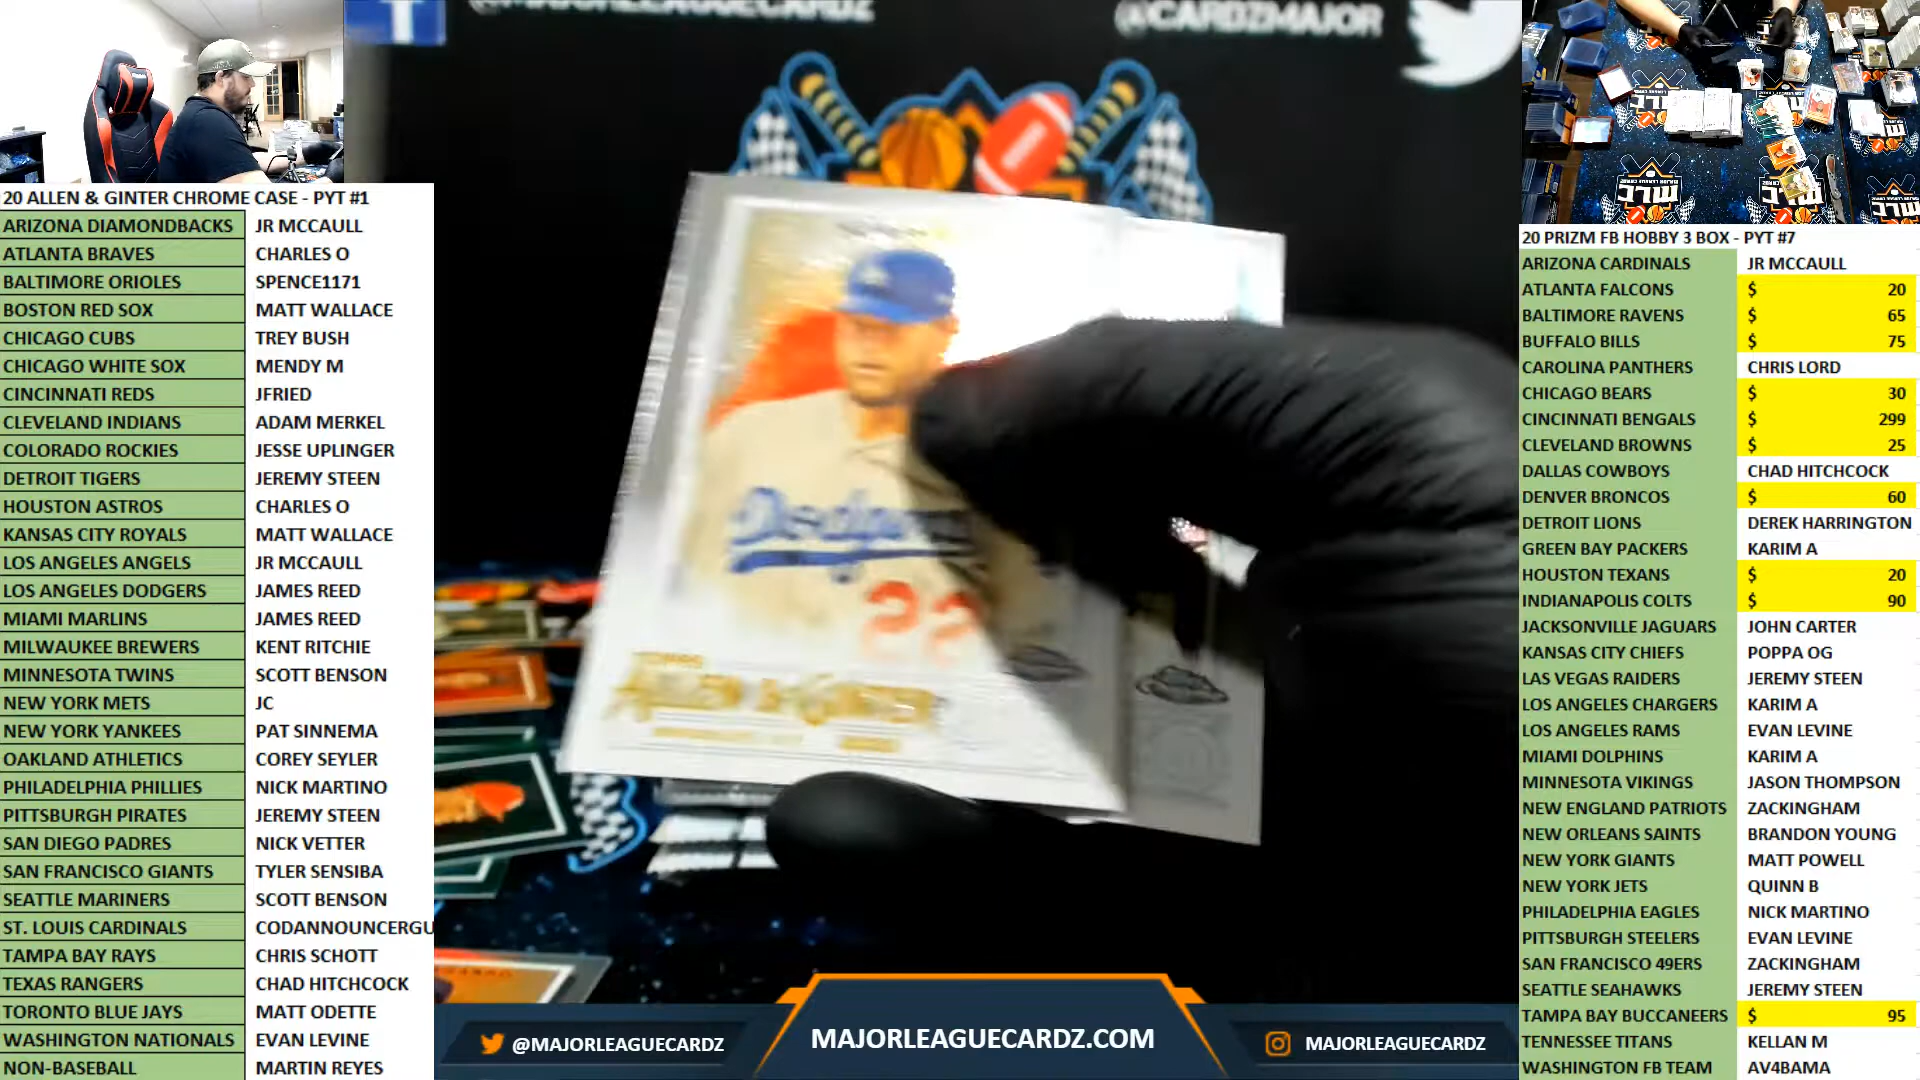 @MAJORLEAGUECARDZ
@CARDZMAJOR
20 ALLEN & GINTER CHROME CASE - PYT #1
ARIZONA DIAMONDBACKS JR MCCAULL
ATLANTA BRAVES CHARLES O
BALTIMORE ORIOLES SPENCE1171
BOSTON RED SOX MATT WALLACE
CHICAGO CUBS TREY BUSH
CHICAGO WHITE SOX MENDY M
CINCINNATI REDS JFRIED
CLEVELAND INDIANS ADAM MERKEL
COLORADO ROCKIES JESSE UPLINGER
DETROIT TIGERS JEREMY STEEN
HOUSTON ASTROS CHARLES O
KANSAS CITY ROYALS MATT WALLACE
LOS ANGELES ANGELS JR MCCAULL
LOS ANGELES DODGERS JAMES REED
MIAMI MARLINS JAMES REED
MILWAUKEE BREWERS KENT RITCHIE
MINNESOTA TWINS SCOTT BENSON
NEW YORK METS JC
NEW YORK YANKEES PAT SINNEMA
OAKLAND ATHLETICS COREY SEYLER
PHILADELPHIA PHILLIES NICK MARTINO
PITTSBURGH PIRATES JEREMY STEEN
SAN DIEGO PADRES NICK VETTER
SAN FRANCISCO GIANTS TYLER SENSIBA
SEATTLE MARINERS SCOTT BENSON
ST. LOUIS CARDINALS CODANNOUNCERGU
TAMPA BAY RAYS CHRIS SCHOTT
TEXAS RANGERS CHAD HITCHCOCK
TORONTO BLUE JAYS MATT ODETTE
WASHINGTON NATIONALS EVAN LEVINE
NON-BASEBALL MARTIN REYES
Dodgers
22
TOPPS
ALLEN & GINTER
@MAJORLEAGUECARDZ
MAJORLEAGUECARDZ.COM
MAJORLEAGUECARDZ
MLC
20 PRIZM FB HOBBY 3 BOX - PYT #7
ARIZONA CARDINALS JR MCCAULL
ATLANTA FALCONS $ 20
BALTIMORE RAVENS $ 65
BUFFALO BILLS $ 75
CAROLINA PANTHERS CHRIS LORD
CHICAGO BEARS $ 30
CINCINNATI BENGALS $ 299
CLEVELAND BROWNS $ 25
DALLAS COWBOYS CHAD HITCHCOCK
DENVER BRONCOS $ 60
DETROIT LIONS DEREK HARRINGTON
GREEN BAY PACKERS KARIM A
HOUSTON TEXANS $ 20
INDIANAPOLIS COLTS $ 90
JACKSONVILLE JAGUARS JOHN CARTER
KANSAS CITY CHIEFS POPPA OG
LAS VEGAS RAIDERS JEREMY STEEN
LOS ANGELES CHARGERS KARIM A
LOS ANGELES RAMS EVAN LEVINE
MIAMI DOLPHINS KARIM A
MINNESOTA VIKINGS JASON THOMPSON
NEW ENGLAND PATRIOTS ZACKINGHAM
NEW ORLEANS SAINTS BRANDON YOUNG
NEW YORK GIANTS MATT POWELL
NEW YORK JETS QUINN B
PHILADELPHIA EAGLES NICK MARTINO
PITTSBURGH STEELERS EVAN LEVINE
SAN FRANCISCO 49ERS ZACKINGHAM
SEATTLE SEAHAWKS JEREMY STEEN
TAMPA BAY BUCCANEERS $ 95
TENNESSEE TITANS KELLAN M
WASHINGTON FB TEAM AV4BAMA